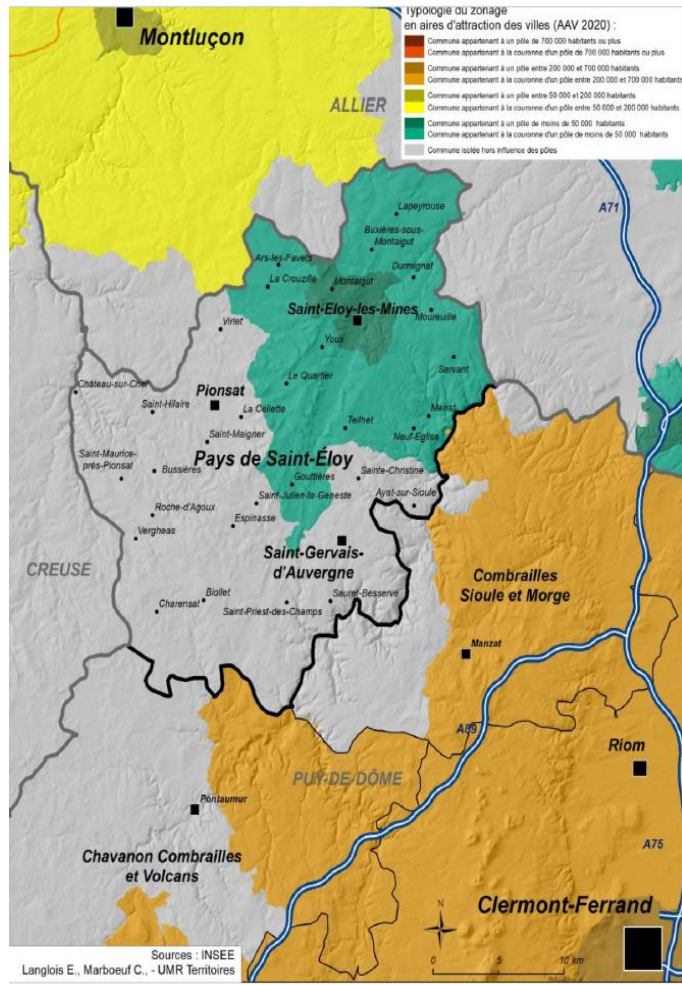 Typologie du zonage
en aires d'attraction des villes (AAV 2020) :
Commune appartenant à un pôle de 700 000 habitants ou plus
Commune appartenant à la couronne d'un pôle de 700 000 habitants ou plus
Commune appartenant à un pôle entre 200 000 et 700 000 habitants
Commune appartenant à la couronne d'un pôle entre 200 000 et 700 000 habitants
Commune appartenant à un pôle entre 50 000 et 200 000 habitants
Commune appartenant à la couronne d'un pôle entre 50 000 et 200 000 habitants
Commune appartenant à un pôle de moins de 50 000 habitants
Commune appartenant à la couronne d'un pôle de moins de 50 000 habitants
Commune isolée hors influence des pôles
Montluçon
ALLIER
A71
Lapeyrouse
Buxières-sous-
Montaigut
Ars-les-Favets
Durmignat
La Crouzille
Montaigut
Saint-Eloy-les-Mines
Moureuille
Virlet
Youx
Servant
Château-sur-Cher
Le Quartier
Pionsat
Saint-Hilaire
La Cellette
Menat
Teilhet
Neuf-Eglise
Saint-Maigner
Saint-Maurice-
près-Pionsat
Pays de Saint-Éloy
Bussières
Gouttières
Sainte-Christine
Saint-Julien-la-Geneste
Ayat-sur-Sioule
Roche-d'Agoux
Espinasse
Vergheas
Saint-Gervais-
d'Auvergne
CREUSE
Combrailles
Sioule et Morge
Biollet
Charensat
Saint-Priest-des-Champs
Sauret-Besserve
Manzat
A89
Riom
PUY-DE-DÔME
Pontaumur
A75
Chavanon Combrailles
et Volcans
Clermont-Ferrand
N
Sources : INSEE
Langlois E., Marboeuf C., - UMR Territoires
0 5 10 km